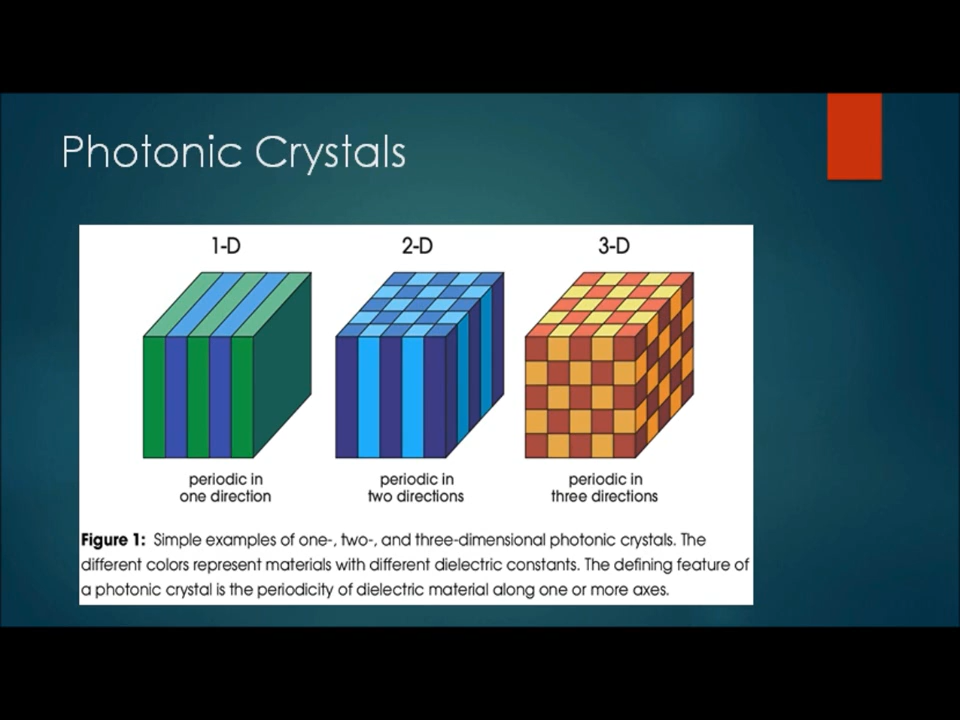 Photonic Crystals
1-D 2-D 3-D
periodic in periodic in periodic in
one direction two directions three directions
Figure 1: Simple examples of one-, two-, and three-dimensional photonic crystals. The
different colors represent materials with different dielectric constants. The defining feature of
a photonic crystal is the periodicity of dielectric material along one or more axes.